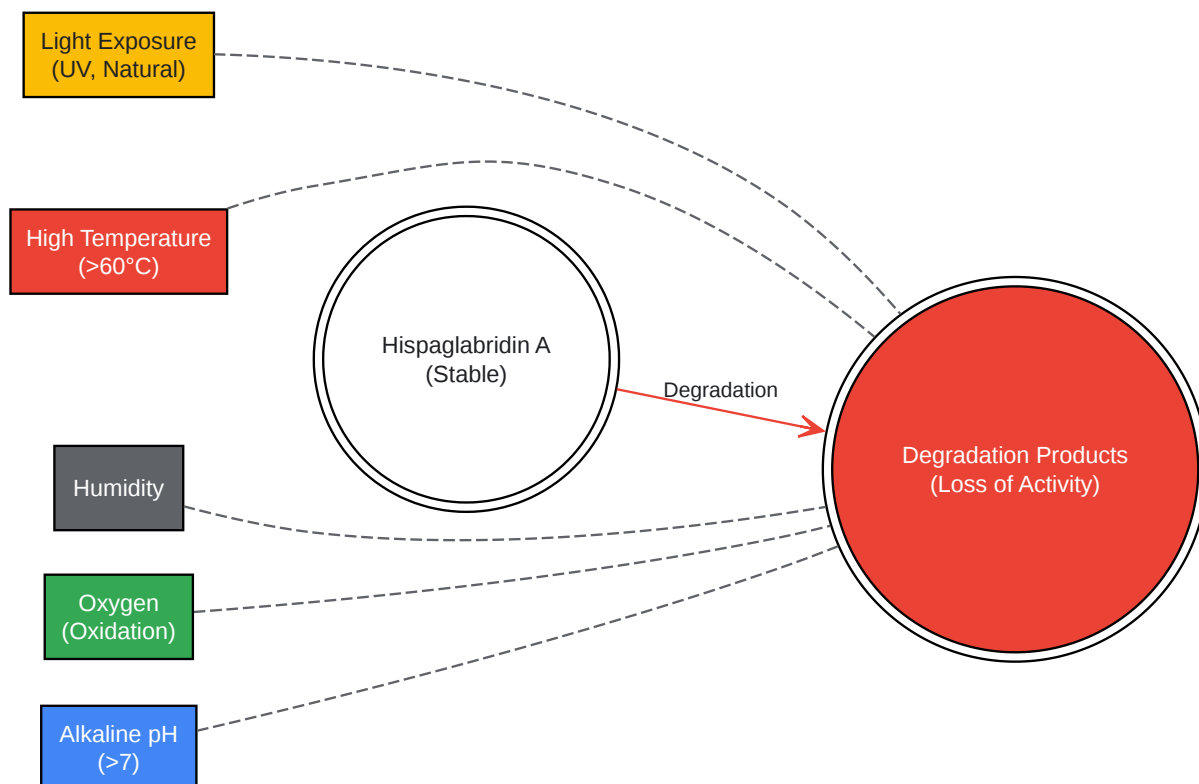 Light Exposure
(UV, Natural)
High Temperature
(>60°C)
Hispaglabridin A
(Stable)
Degradation
Degradation Products
(Loss of Activity)
Humidity
Oxygen
(Oxidation)
Alkaline pH
(>7)